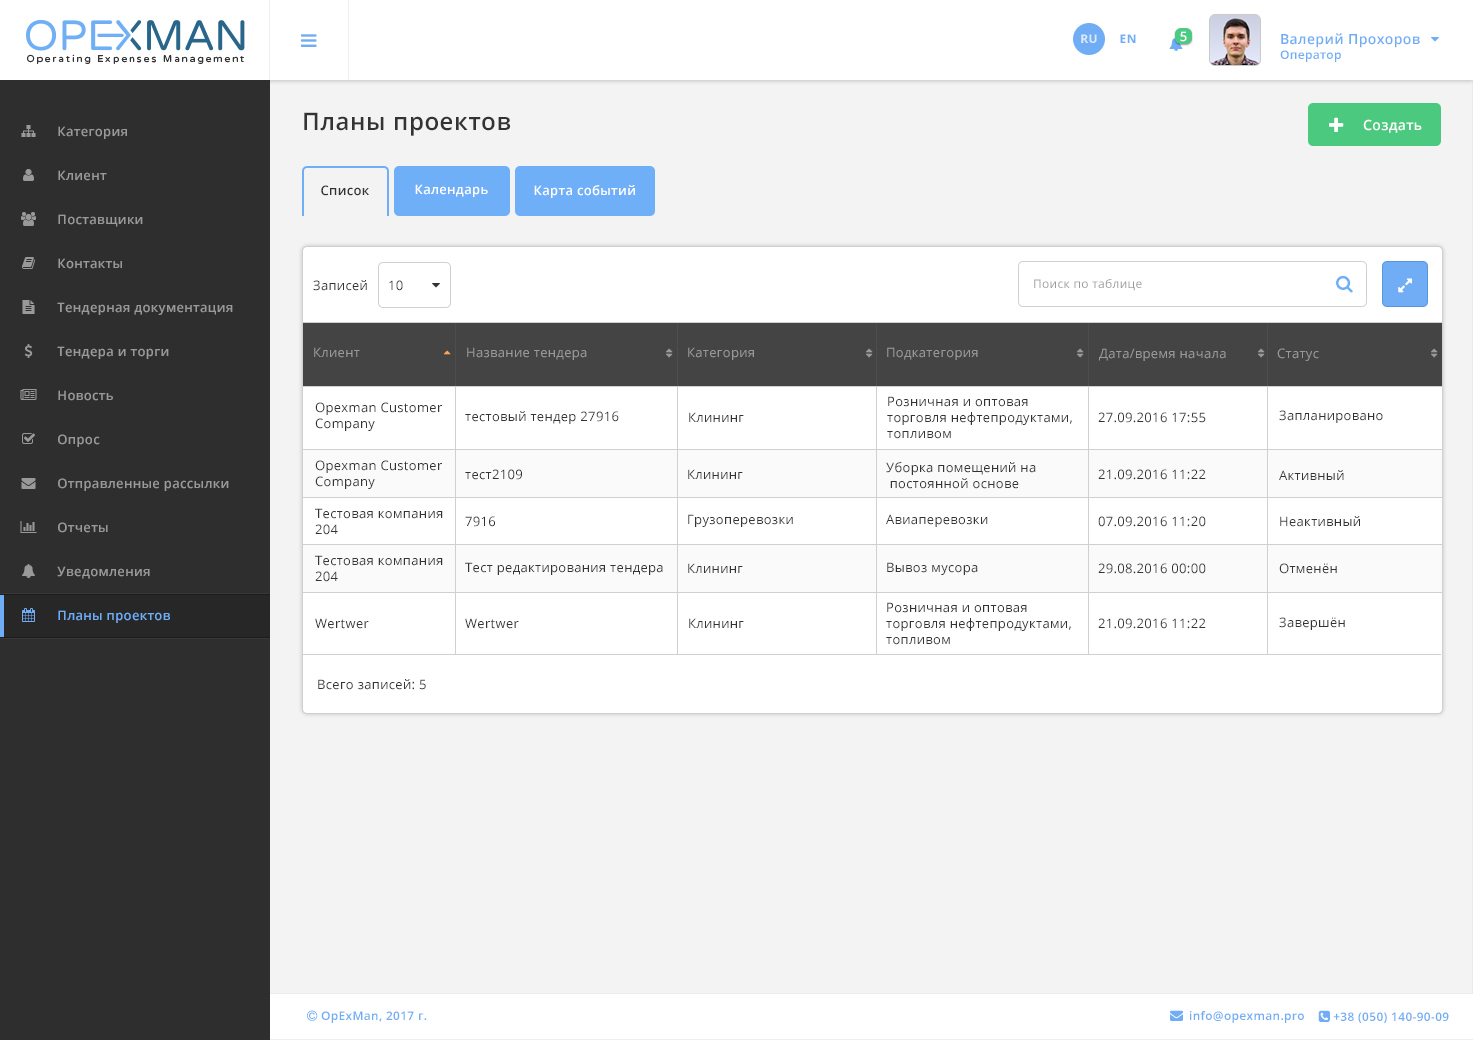 OPEXMAN
Operating Expenses Management
RU
EN
5
Валерий Прохоров
Оператор
Категория
Клиент
Поставщики
Контакты
Тендерная документация
Тендера и торги
Новость
Опрос
Отправленные рассылки
Отчеты
Уведомления
Планы проектов
Планы проектов
Создать
Список
Календарь
Карта событий
Записей
10
Поиск по таблице
Клиент
Название тендера
Категория
Подкатегория
Дата/время начала
Статус
Opexman Customer
Company
тестовый тендер 27916
Клининг
Розничная и оптовая
торговля нефтепродуктами,
топливом
27.09.2016 17:55
Запланировано
Opexman Customer
Company
тест2109
Клининг
Уборка помещений на
постоянной основе
21.09.2016 11:22
Активный
Тестовая компания
204
7916
Грузоперевозки
Авиаперевозки
07.09.2016 11:20
Неактивный
Тестовая компания
204
Тест редактирования тендера
Клининг
Вывоз мусора
29.08.2016 00:00
Отменён
Wertwer
Wertwer
Клининг
Розничная и оптовая
торговля нефтепродуктами,
топливом
21.09.2016 11:22
Завершён
Всего записей: 5
© OpExMan, 2017 г.
info@opexman.pro
+38 (050) 140-90-09